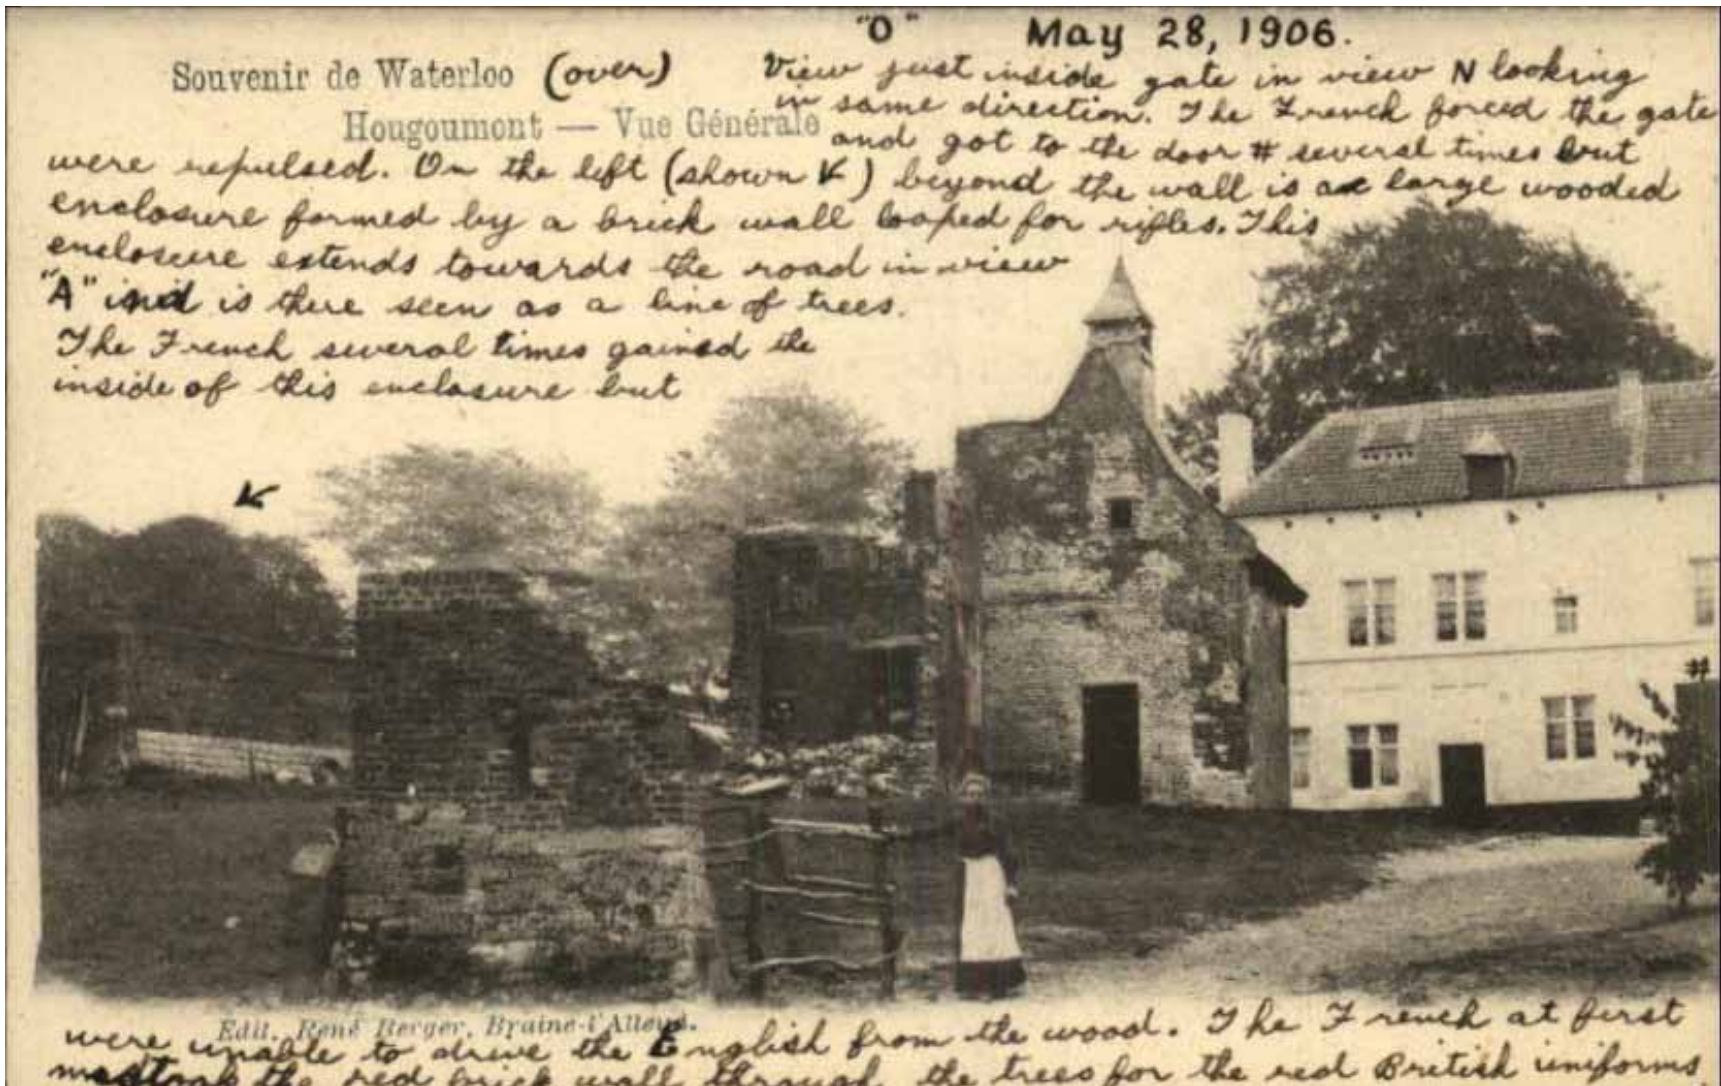 "O" May 28, 1906.
Souvenir de Waterloo (over)
Hougoumont — Vue Générale
View just inside gate in view N looking
in same direction. The French forced the gate
and got to the door # several times but
were repulsed. On the left (shown ↙) beyond the wall is a large wooded
enclosure formed by a brick wall looped for rifles. This
enclosure extends towards the road in view
"A" and is there seen as a line of trees.
The French several times gained the
inside of this enclosure but
↙
#
Edit. René Berger, Braine-l'Alleud.
were unable to drive the English from the wood. The French at first
mistook the red brick wall through the trees for the red British uniforms